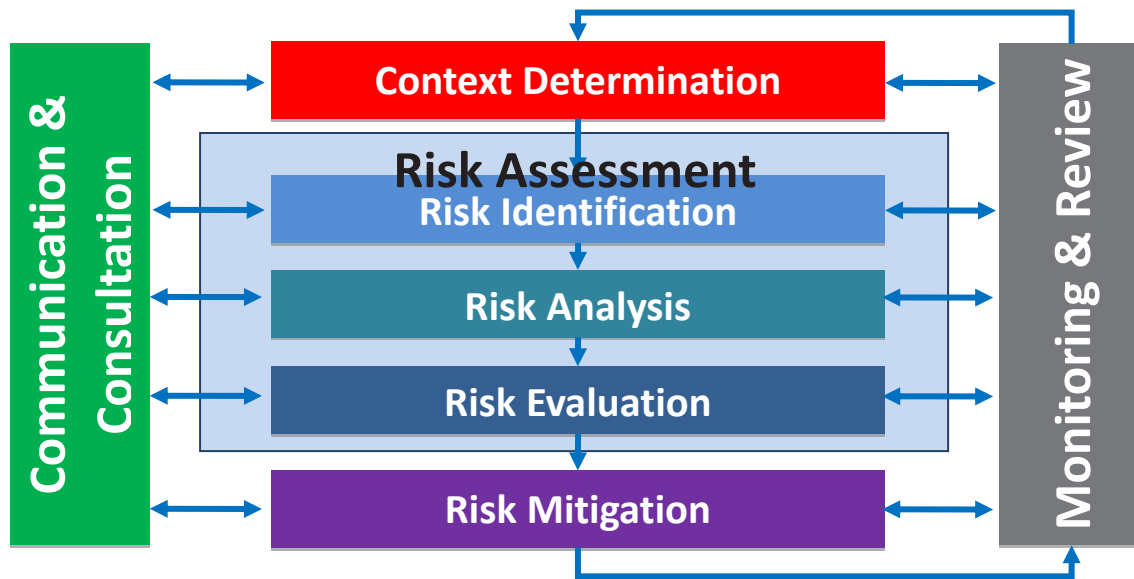 Communication &
Consultation
Context Determination
Risk Assessment
Risk Identification
Risk Analysis
Risk Evaluation
Risk Mitigation
Monitoring & Review